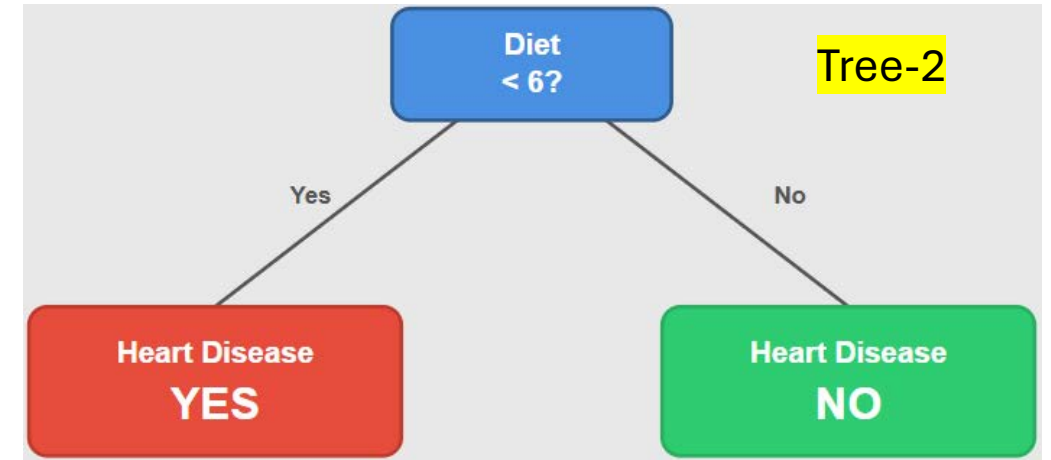 Diet
< 6?
Tree-2
Yes
No
Heart Disease
YES
Heart Disease
NO